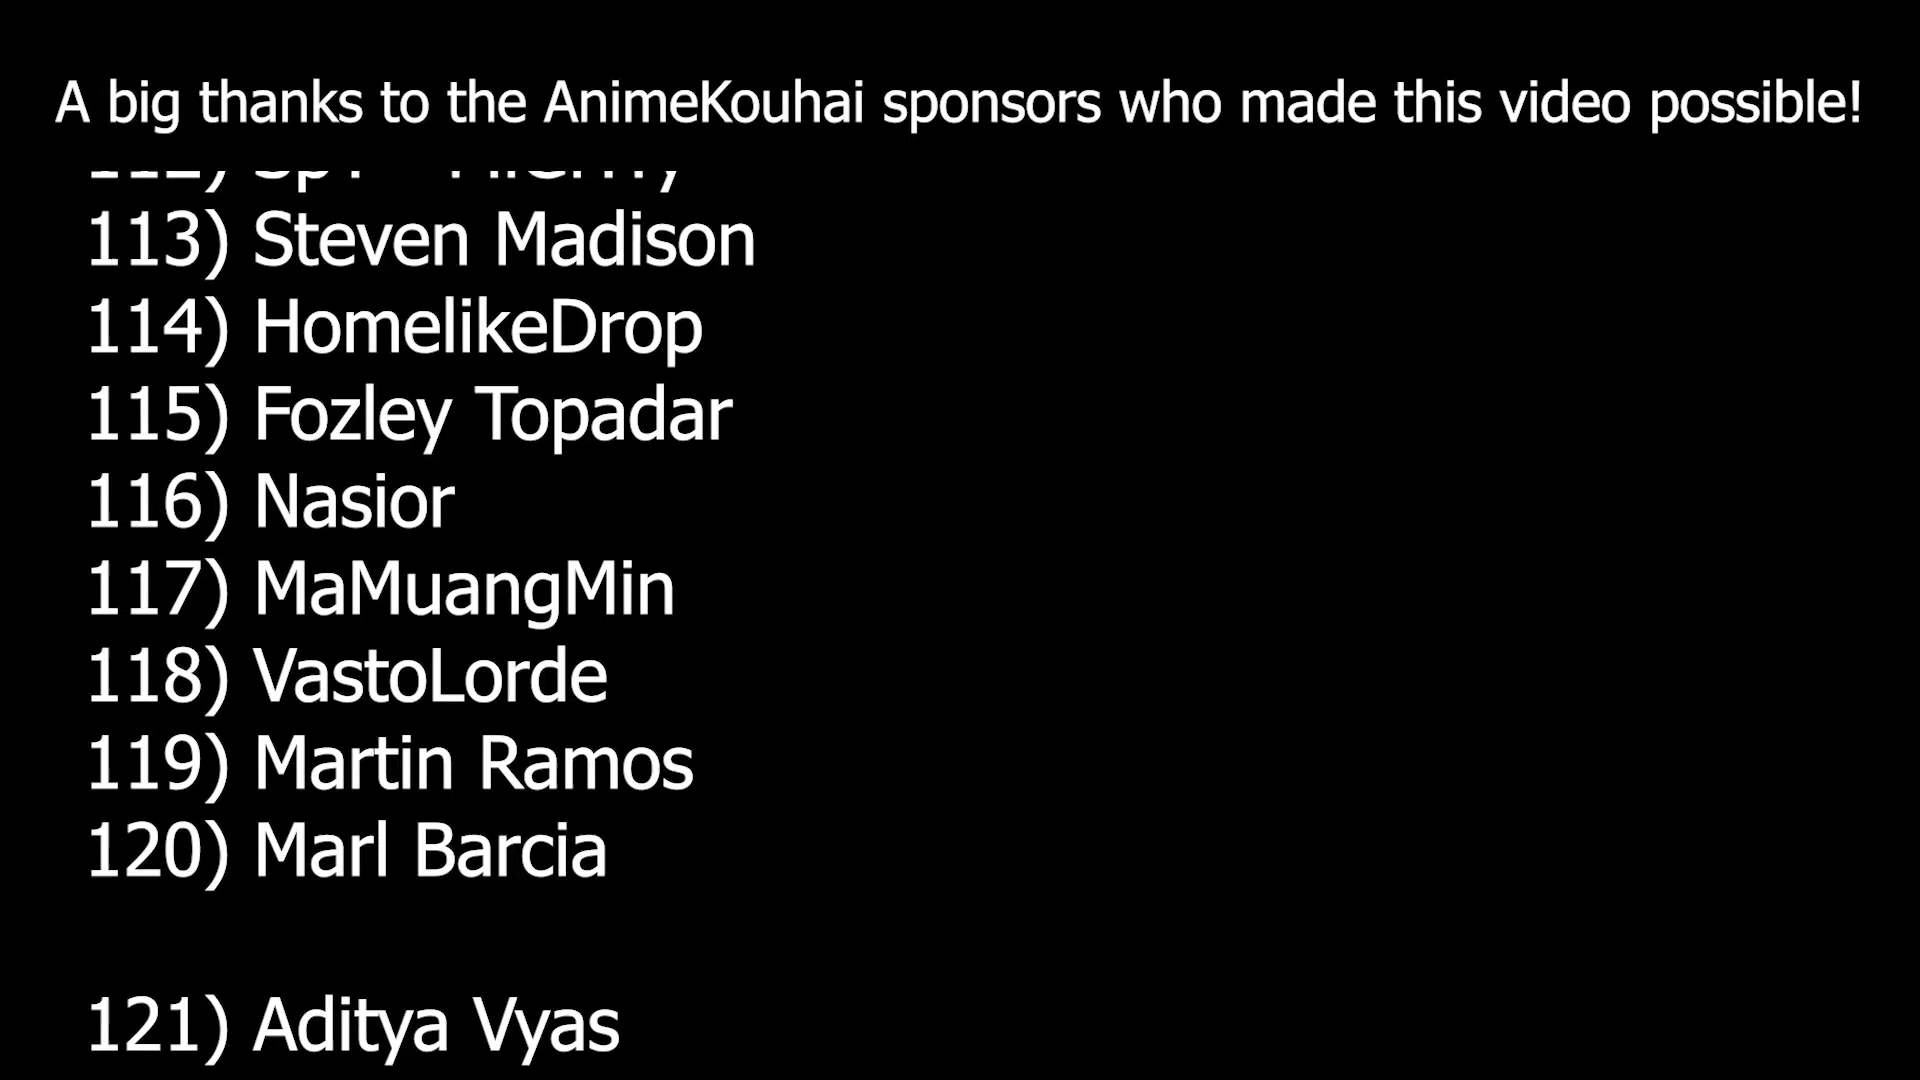 A big thanks to the AnimeKouhai sponsors who made this video possible!
113) Steven Madison
114) HomelikeDrop
115) Fozley Topadar
116) Nasior
117) MaMuangMin
118) VastoLorde
119) Martin Ramos
120) Marl Barcia
121) Aditya Vyas